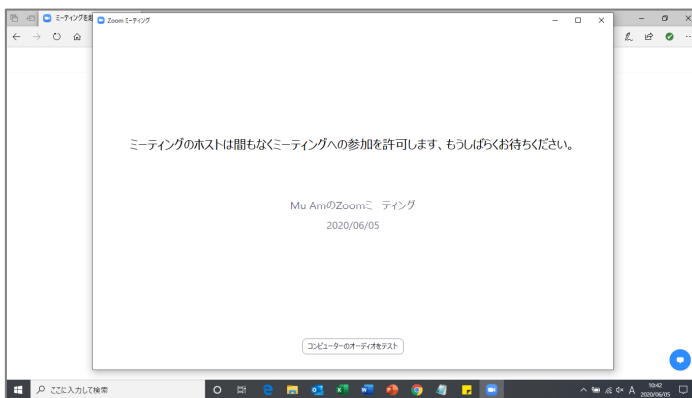 ミーティングを起
Zoom ミーティング
ミーティングのホストは間もなくミーティングへの参加を許可します、もうしばらくお待ちください。
Mu AmのZoomミ ティング
2020/06/05
コンピューターのオーディオをテスト
ここに入力して検索
A
10:42
2020/06/05